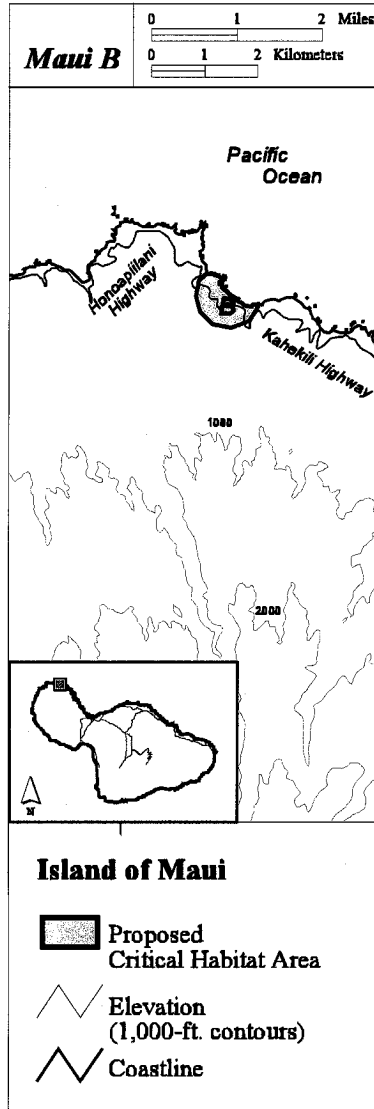 Maui B
0 1 2 Miles
0 1 2 Kilometers
Pacific
Ocean
Honoapiilani
Highway
B
Kahekili Highway
1000
2000
N
Island of Maui
Proposed
Critical Habitat Area
Elevation
(1,000-ft. contours)
Coastline